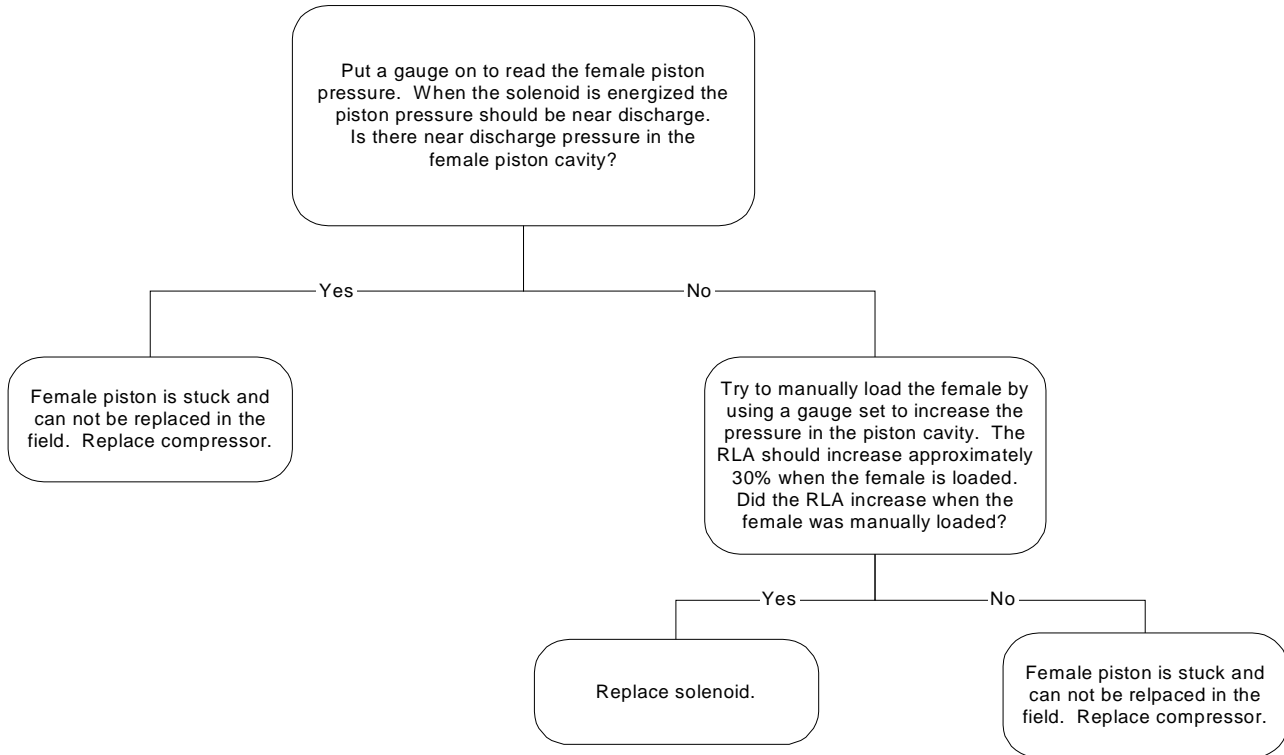 Put a gauge on to read the female piston
pressure. When the solenoid is energized the
piston pressure should be near discharge.
Is there near discharge pressure in the
female piston cavity?
Yes
No
Female piston is stuck and
can not be replaced in the
field. Replace compressor.
Try to manually load the female by
using a gauge set to increase the
pressure in the piston cavity. The
RLA should increase approximately
30% when the female is loaded.
Did the RLA increase when the
female was manually loaded?
Yes
No
Replace solenoid.
Female piston is stuck and
can not be relpaced in the
field. Replace compressor.